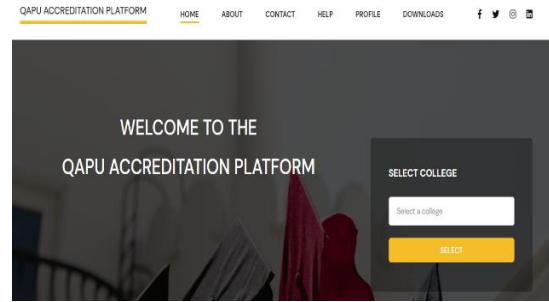 QAPU ACCREDITATION PLATFORM
HOME ABOUT CONTACT HELP PROFILE DOWNLOADS
WELCOME TO THE
QAPU ACCREDITATION PLATFORM
SELECT COLLEGE
Select a college
SELECT